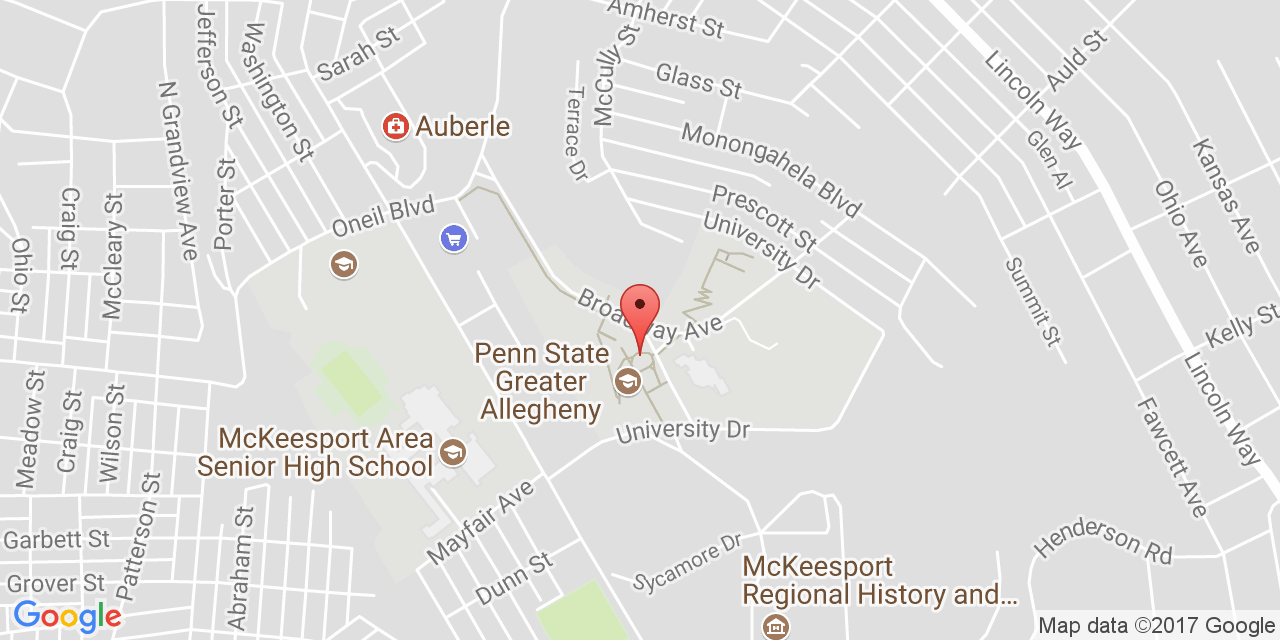 Amherst St
Jefferson St
Washington St
Sarah St
McCully St
Lincoln Way
Auld St
Glass St
N Grandview Ave
Terrace Dr
Auberle
Monongahela Blvd
Glen Al
Kansas Ave
Porter St
Craig St
McCleary St
Oneil Blvd
Prescott St
University Dr
Ohio Ave
Ohio St
Summit St
Broadway Ave
Kelly St
Penn State
Greater
Allegheny
Meadow St
Craig St
Wilson St
McKeesport Area
Senior High School
University Dr
Lincoln Way
Fawcett Ave
Patterson St
Abraham St
Mayfair Ave
Garbett St
Dunn St
Sycamore Dr
Henderson Rd
Grover St
McKeesport
Regional History and...
Google
Map data ©2017 Google